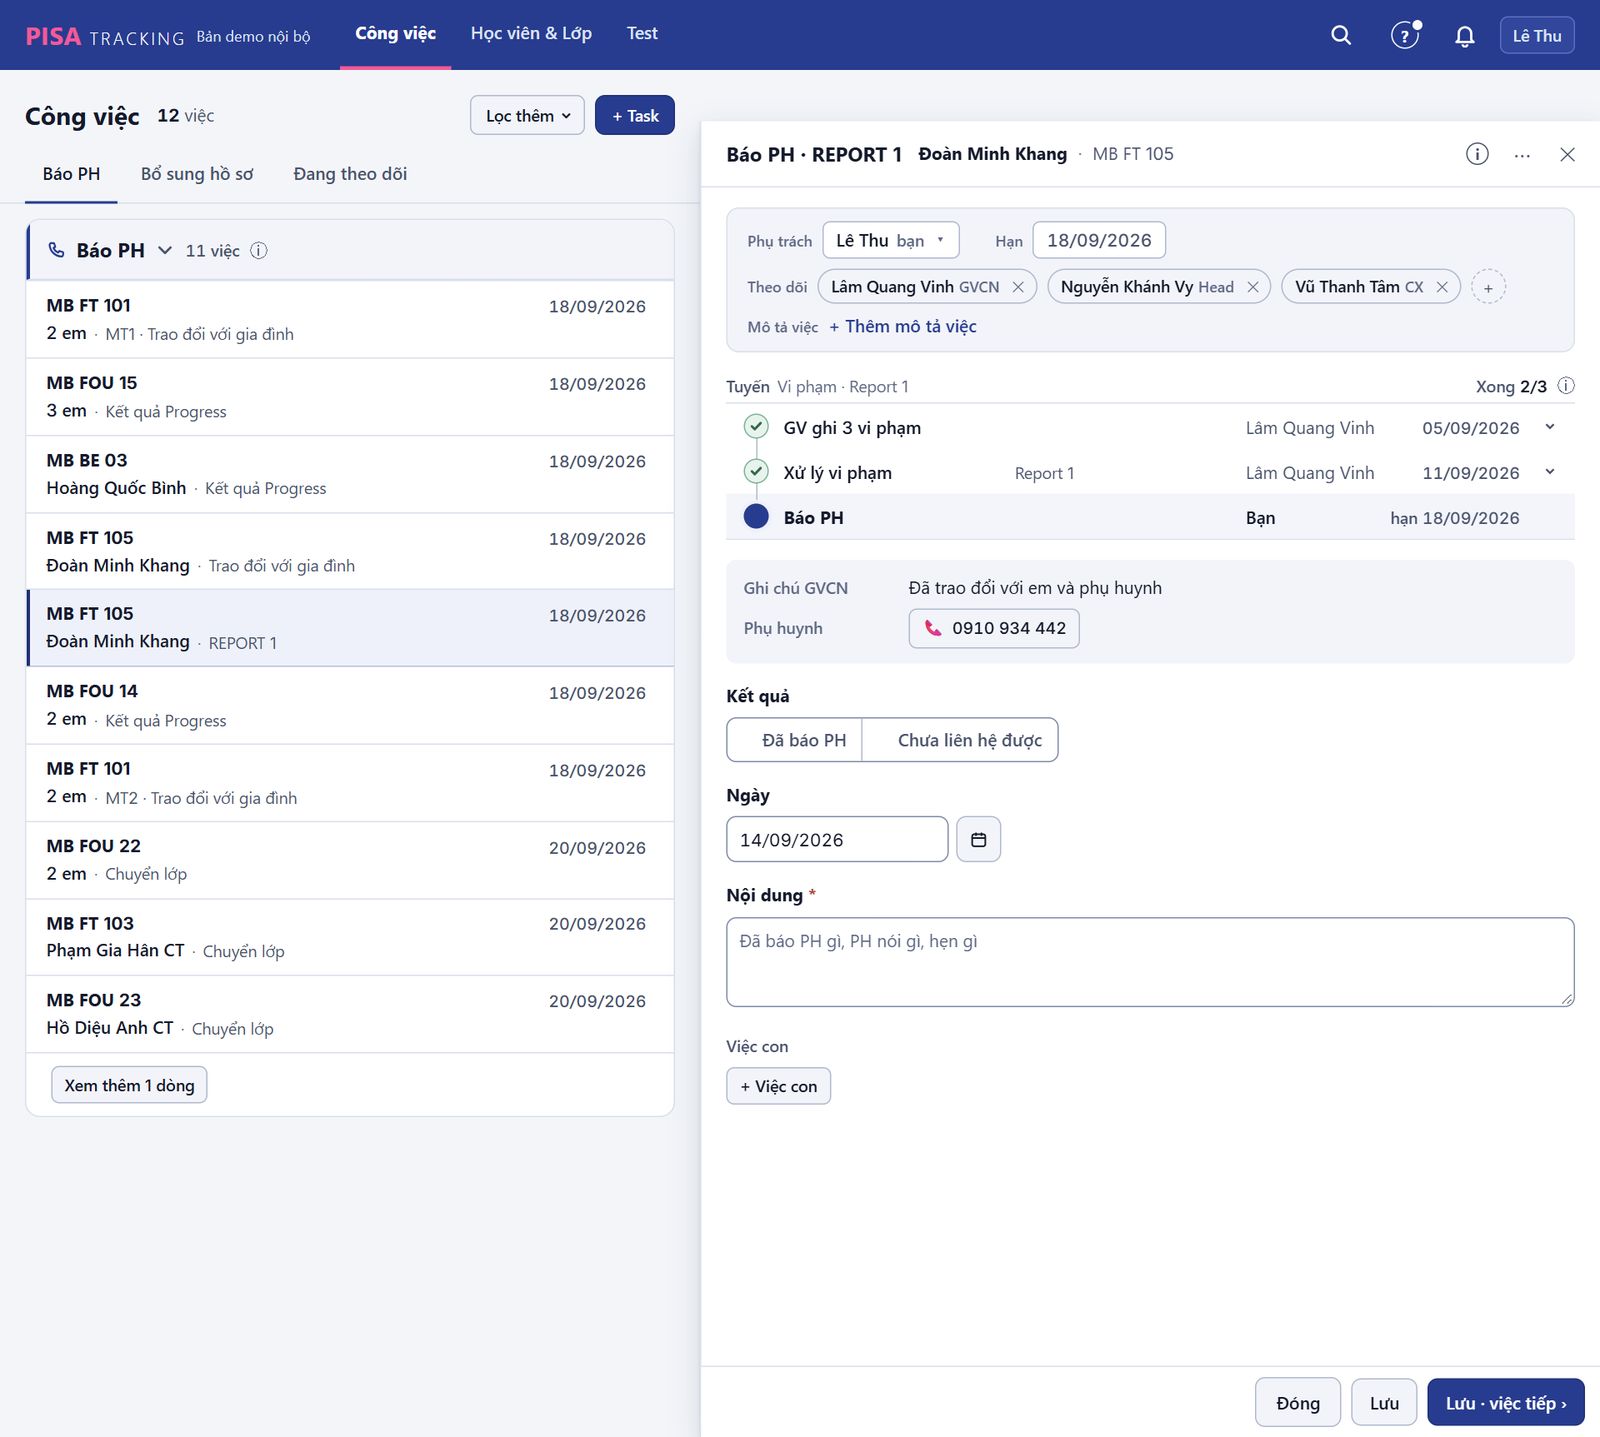 PISA TRACKING Bản demo nội bộ Công việc Học viên & Lớp Test ? Lê Thu
Công việc 12 việc Lọc thêm + Task
Báo PH Bổ sung hồ sơ Đang theo dõi
Báo PH 11 việc
MB FT 101 18/09/2026
2 em · MT1 · Trao đổi với gia đình
MB FOU 15 18/09/2026
3 em · Kết quả Progress
MB BE 03 18/09/2026
Hoàng Quốc Bình · Kết quả Progress
MB FT 105 18/09/2026
Đoàn Minh Khang · Trao đổi với gia đình
MB FT 105 18/09/2026
Đoàn Minh Khang · REPORT 1
MB FOU 14 18/09/2026
2 em · Kết quả Progress
MB FT 101 18/09/2026
2 em · MT2 · Trao đổi với gia đình
MB FOU 22 20/09/2026
2 em · Chuyển lớp
MB FT 103 20/09/2026
Phạm Gia Hân CT · Chuyển lớp
MB FOU 23 20/09/2026
Hồ Diệu Anh CT · Chuyển lớp
Xem thêm 1 dòng
Báo PH · REPORT 1 Đoàn Minh Khang · MB FT 105
Phụ trách Lê Thu bạn Hạn 18/09/2026
Theo dõi Lâm Quang Vinh GVCN Nguyễn Khánh Vy Head Vũ Thanh Tâm CX +
Mô tả việc + Thêm mô tả việc
Tuyến Vi phạm · Report 1 Xong 2/3
GV ghi 3 vi phạm Lâm Quang Vinh 05/09/2026
Xử lý vi phạm Report 1 Lâm Quang Vinh 11/09/2026
Báo PH Bạn hạn 18/09/2026
Ghi chú GVCN Đã trao đổi với em và phụ huynh
Phụ huynh 0910 934 442
Kết quả
Đã báo PH Chưa liên hệ được
Ngày
14/09/2026
Nội dung *
Đã báo PH gì, PH nói gì, hẹn gì
Việc con
+ Việc con
Đóng Lưu Lưu · việc tiếp ›